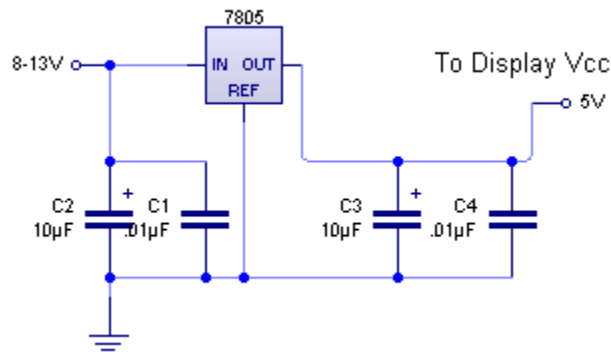 7805
8-13V
IN OUT
REF
To Display Vcc
5V
C2
10µF
+
C1
.01µF
C3
10µF
+
C4
.01µF